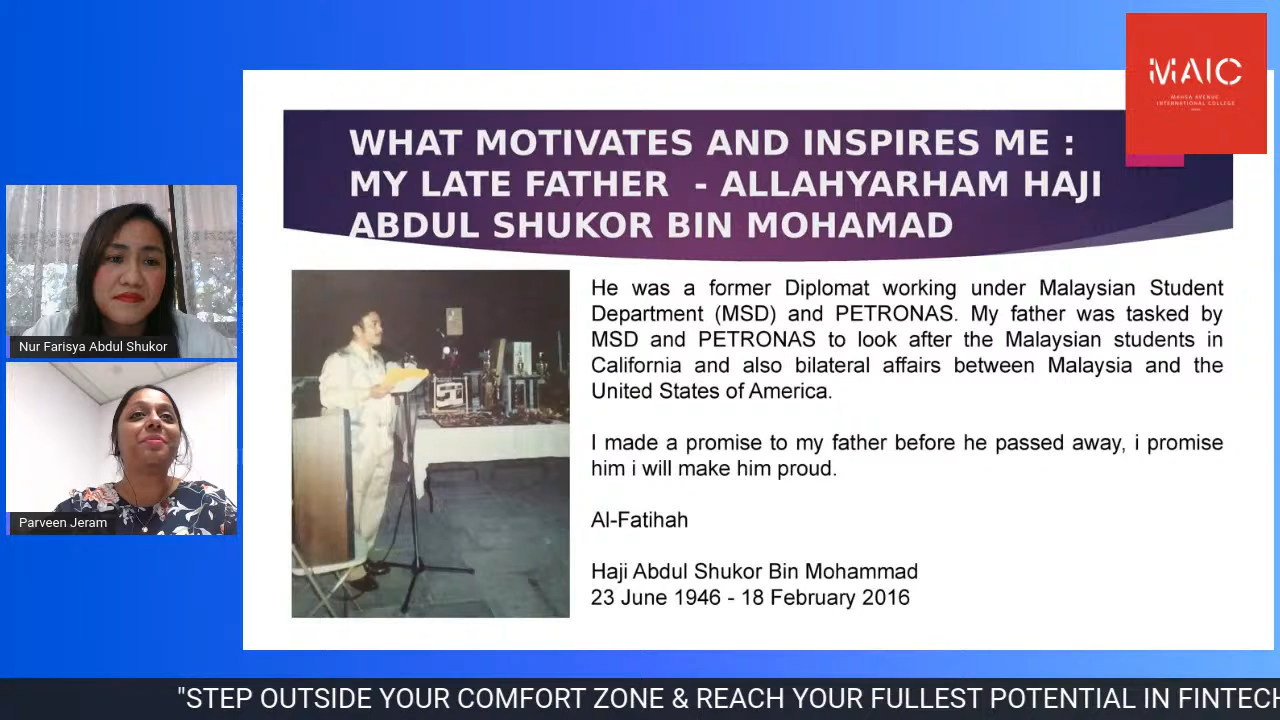 MAIC
MAHSA AVENUE
INTERNATIONAL COLLEGE
WHAT MOTIVATES AND INSPIRES ME :
MY LATE FATHER - ALLAHYARHAM HAJI
ABDUL SHUKOR BIN MOHAMAD
He was a former Diplomat working under Malaysian Student
Department (MSD) and PETRONAS. My father was tasked by
MSD and PETRONAS to look after the Malaysian students in
California and also bilateral affairs between Malaysia and the
United States of America.
I made a promise to my father before he passed away, i promise
him i will make him proud.
Al-Fatihah
Haji Abdul Shukor Bin Mohammad
23 June 1946 - 18 February 2016
Nur Farisya Abdul Shukor
Parveen Jeram
"STEP OUTSIDE YOUR COMFORT ZONE & REACH YOUR FULLEST POTENTIAL IN FINTECH